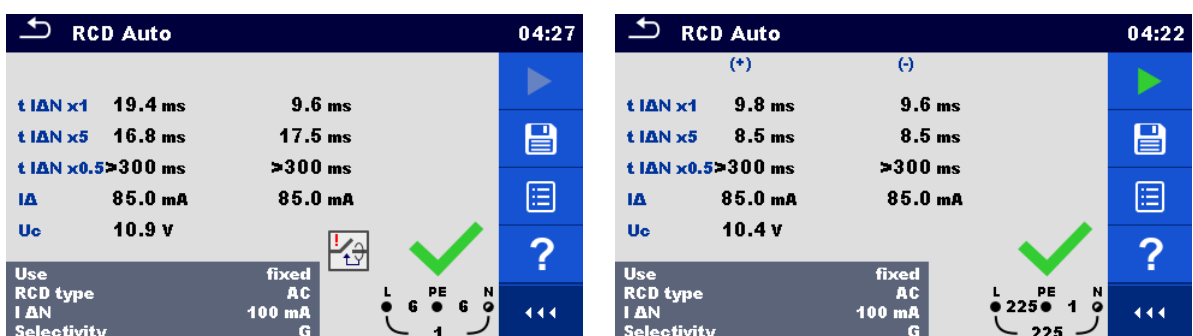 RCD Auto 04:27
t IΔN x1 19.4 ms 9.6 ms
t IΔN x5 16.8 ms 17.5 ms
t IΔN x0.5 >300 ms >300 ms
IΔ 85.0 mA 85.0 mA
Uc 10.9 V
?
Use fixed
RCD type AC
I ΔN 100 mA
Selectivity G
L PE N
6 6
1
RCD Auto 04:22
(+) (-)
t IΔN x1 9.8 ms 9.6 ms
t IΔN x5 8.5 ms 8.5 ms
t IΔN x0.5 >300 ms >300 ms
IΔ 85.0 mA 85.0 mA
Uc 10.4 V
?
Use fixed
RCD type AC
I ΔN 100 mA
Selectivity G
L PE N
225 1
225